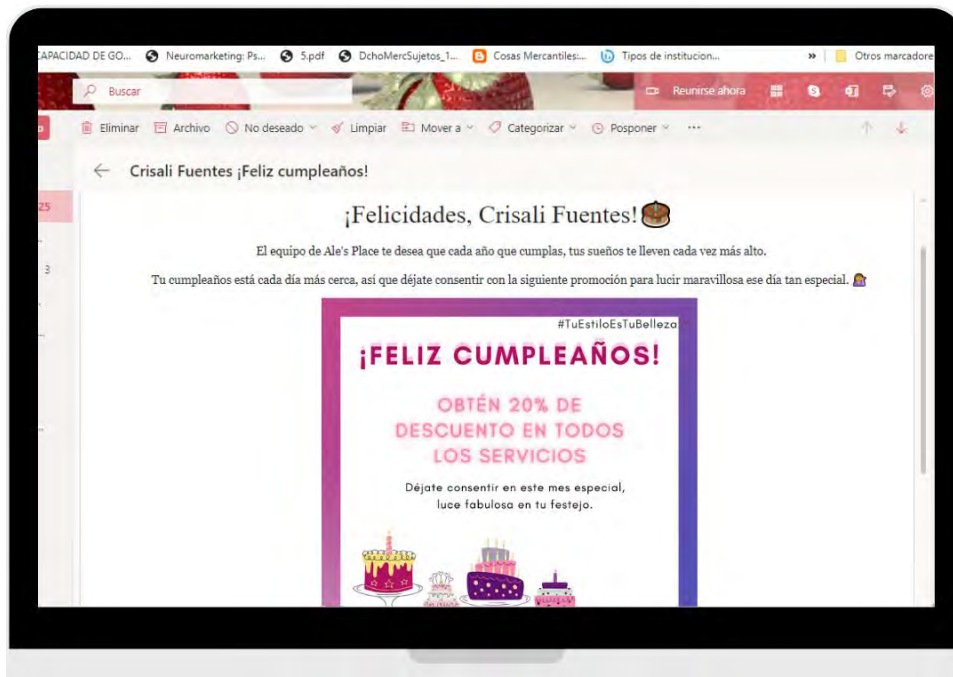 CAPACIDAD DE GO... Neuromarketing: Ps... 5.pdf DchoMercSujetos_1... Cosas Mercantiles:... Tipos de institucion... » Otros marcadore
Buscar Reunirse ahora
Eliminar Archivo No deseado Limpiar Mover a Categorizar Posponer ...
Crisali Fuentes ¡Feliz cumpleaños!
25
3
¡Felicidades, Crisali Fuentes!
El equipo de Ale's Place te desea que cada año que cumplas, tus sueños te lleven cada vez más alto.
Tu cumpleaños está cada día más cerca, así que déjate consentir con la siguiente promoción para lucir maravillosa ese día tan especial.
#TuEstiloEsTuBelleza
¡FELIZ CUMPLEAÑOS!
OBTÉN 20% DE
DESCUENTO EN TODOS
LOS SERVICIOS
Déjate consentir en este mes especial,
luce fabulosa en tu festejo.